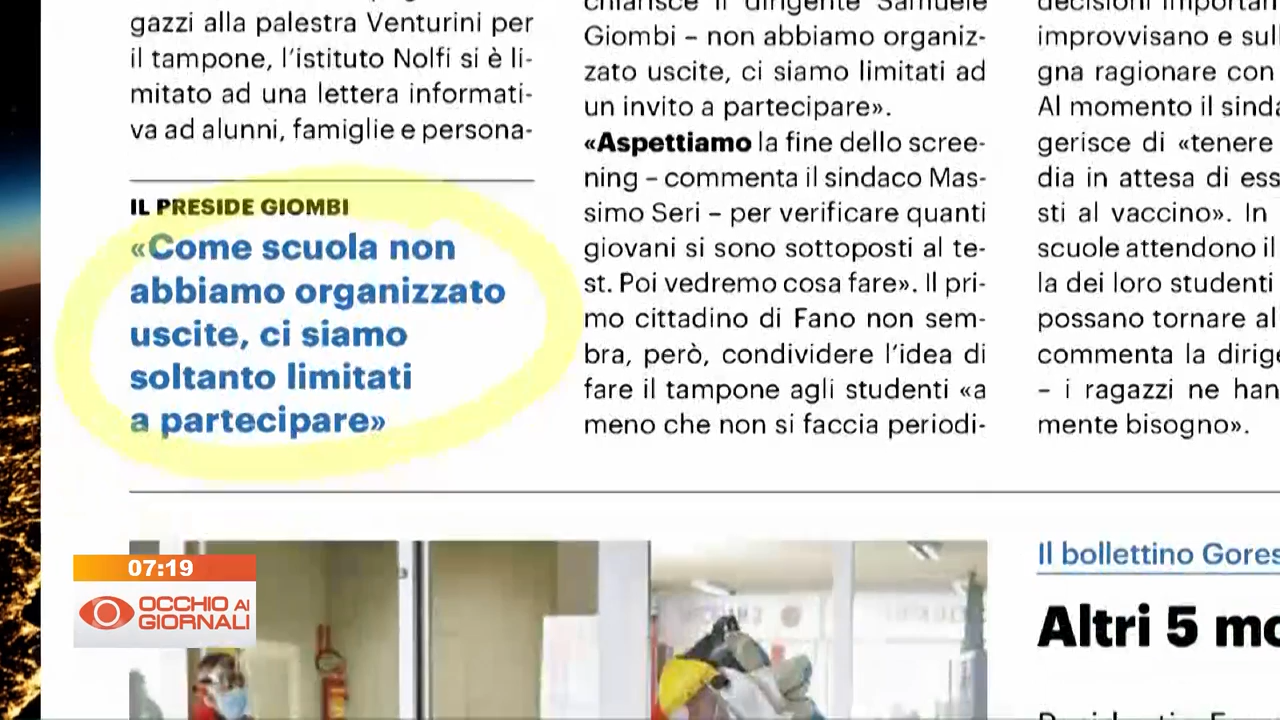 gazzi alla palestra Venturini per
il tampone, l'istituto Nolfi si è li-
mitato ad una lettera informati-
va ad alunni, famiglie e persona-
IL PRESIDE GIOMBI
«Come scuola non
abbiamo organizzato
uscite, ci siamo
soltanto limitati
a partecipare»
chiarisce il dirigente Samuele
Giombi – non abbiamo organiz-
zato uscite, ci siamo limitati ad
un invito a partecipare».
«Aspettiamo la fine dello scree-
ning – commenta il sindaco Mas-
simo Seri – per verificare quanti
giovani si sono sottoposti al te-
st. Poi vedremo cosa fare». Il pri-
mo cittadino di Fano non sem-
bra, però, condividere l'idea di
fare il tampone agli studenti «a
meno che non si faccia periodi-
decisioni importan
improvvisano e sul
gna ragionare con
Al momento il sinda
gerisce di «tenere
dia in attesa di ess
sti al vaccino». In
scuole attendono il
la dei loro studenti
possano tornare al
commenta la dirige
– i ragazzi ne han
mente bisogno».
Il bollettino Gores
Altri 5 mo
07:19
OCCHIO AI
GIORNALI